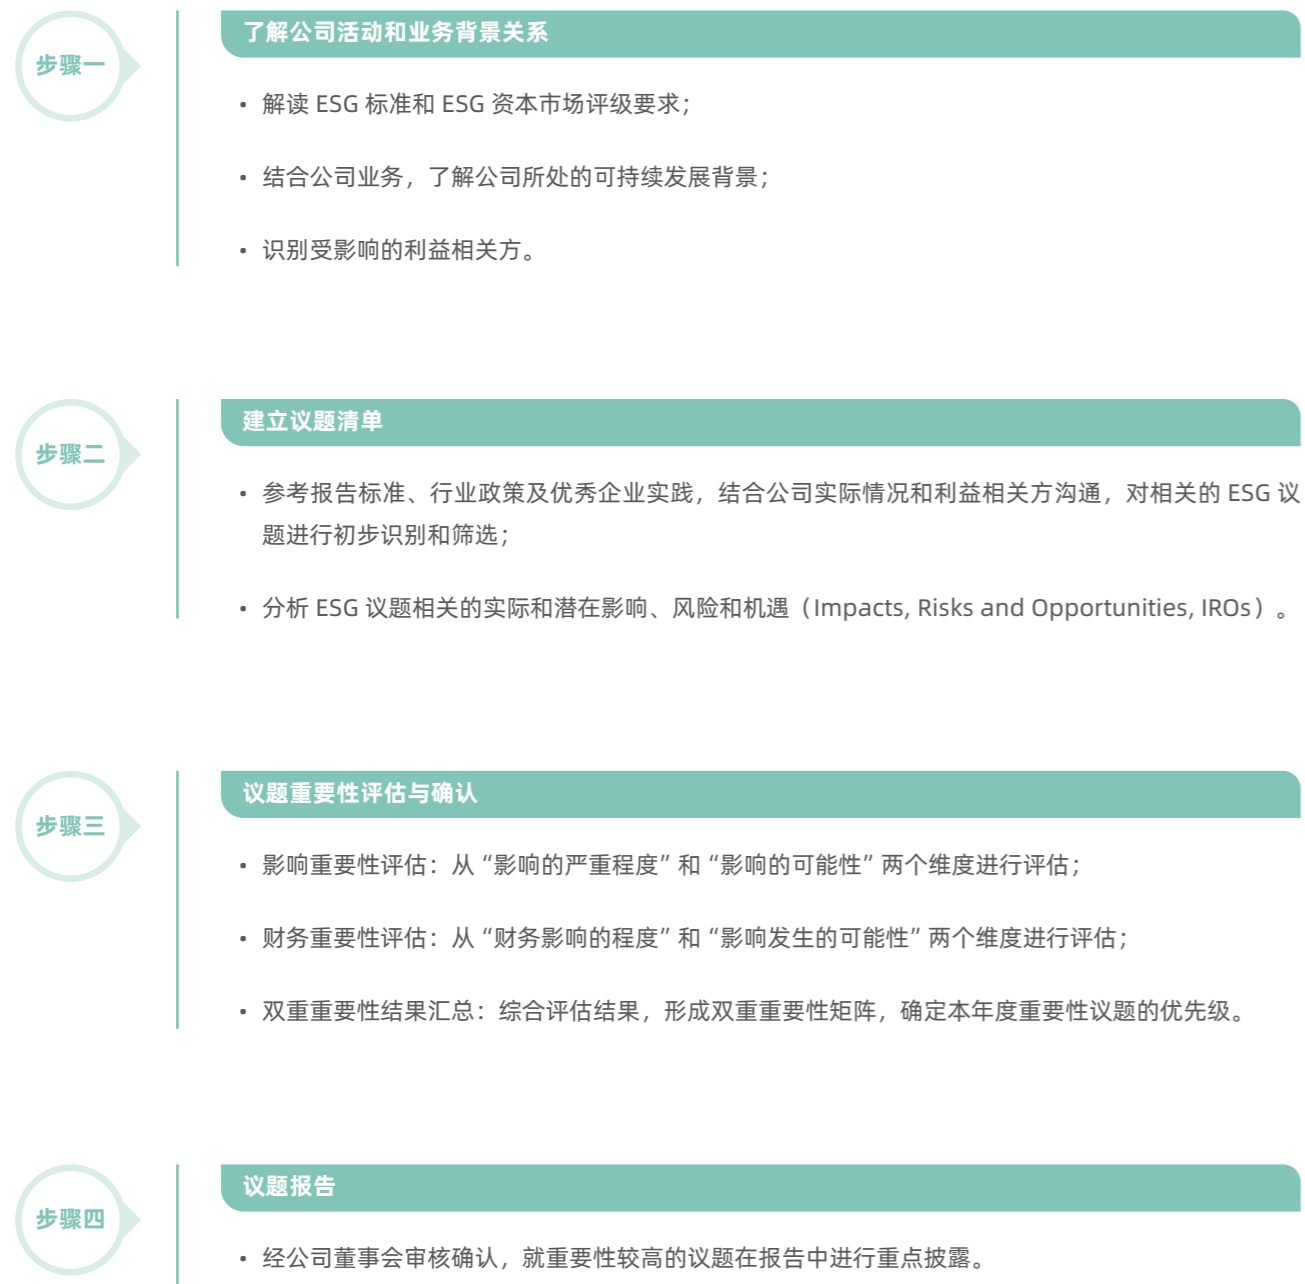 步骤一
了解公司活动和业务背景关系
• 解读 ESG 标准和 ESG 资本市场评级要求；
• 结合公司业务，了解公司所处的可持续发展背景；
• 识别受影响的利益相关方。
步骤二
建立议题清单
• 参考报告标准、行业政策及优秀企业实践，结合公司实际情况和利益相关方沟通，对相关的 ESG 议
题进行初步识别和筛选；
• 分析 ESG 议题相关的实际和潜在影响、风险和机遇（Impacts, Risks and Opportunities, IROs）。
步骤三
议题重要性评估与确认
• 影响重要性评估：从“影响的严重程度”和“影响的可能性”两个维度进行评估；
• 财务重要性评估：从“财务影响的程度”和“影响发生的可能性”两个维度进行评估；
• 双重重要性结果汇总：综合评估结果，形成双重重要性矩阵，确定本年度重要性议题的优先级。
步骤四
议题报告
• 经公司董事会审核确认，就重要性较高的议题在报告中进行重点披露。